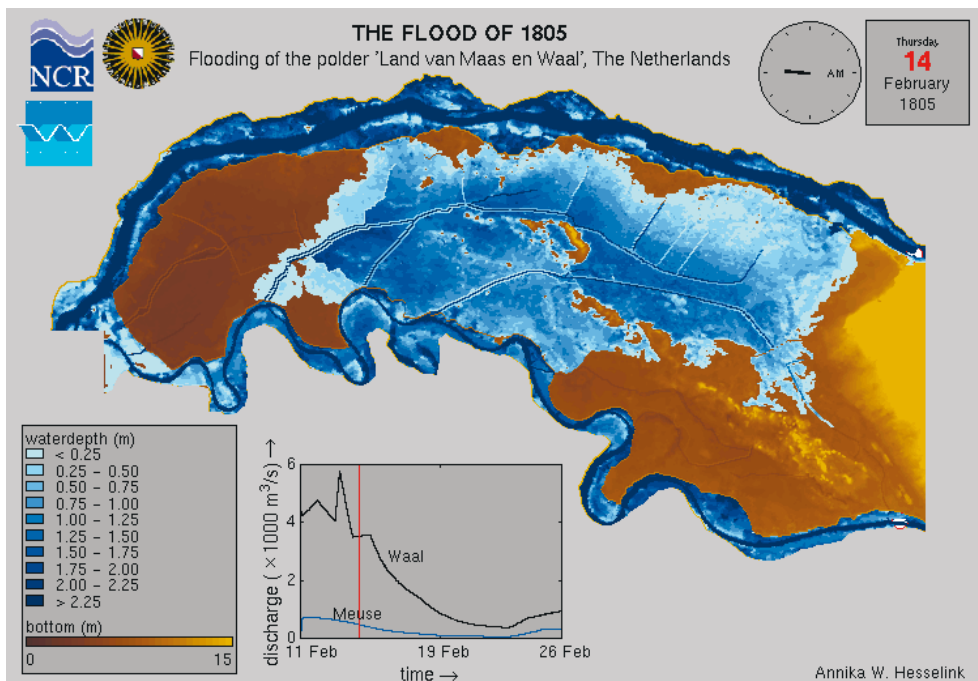 THE FLOOD OF 1805
Flooding of the polder 'Land van Maas en Waal', The Netherlands
NCR
AM
Thursday,
14
February
1805
waterdepth (m)
< 0.25
0.25 - 0.50
0.50 - 0.75
0.75 - 1.00
1.00 - 1.25
1.25 - 1.50
1.50 - 1.75
1.75 - 2.00
2.00 - 2.25
> 2.25
bottom (m)
0 15
discharge ( ×1000 m³/s) →
6
4
2
0
Waal
Meuse
11 Feb 19 Feb 26 Feb
time →
Annika W. Hesselink